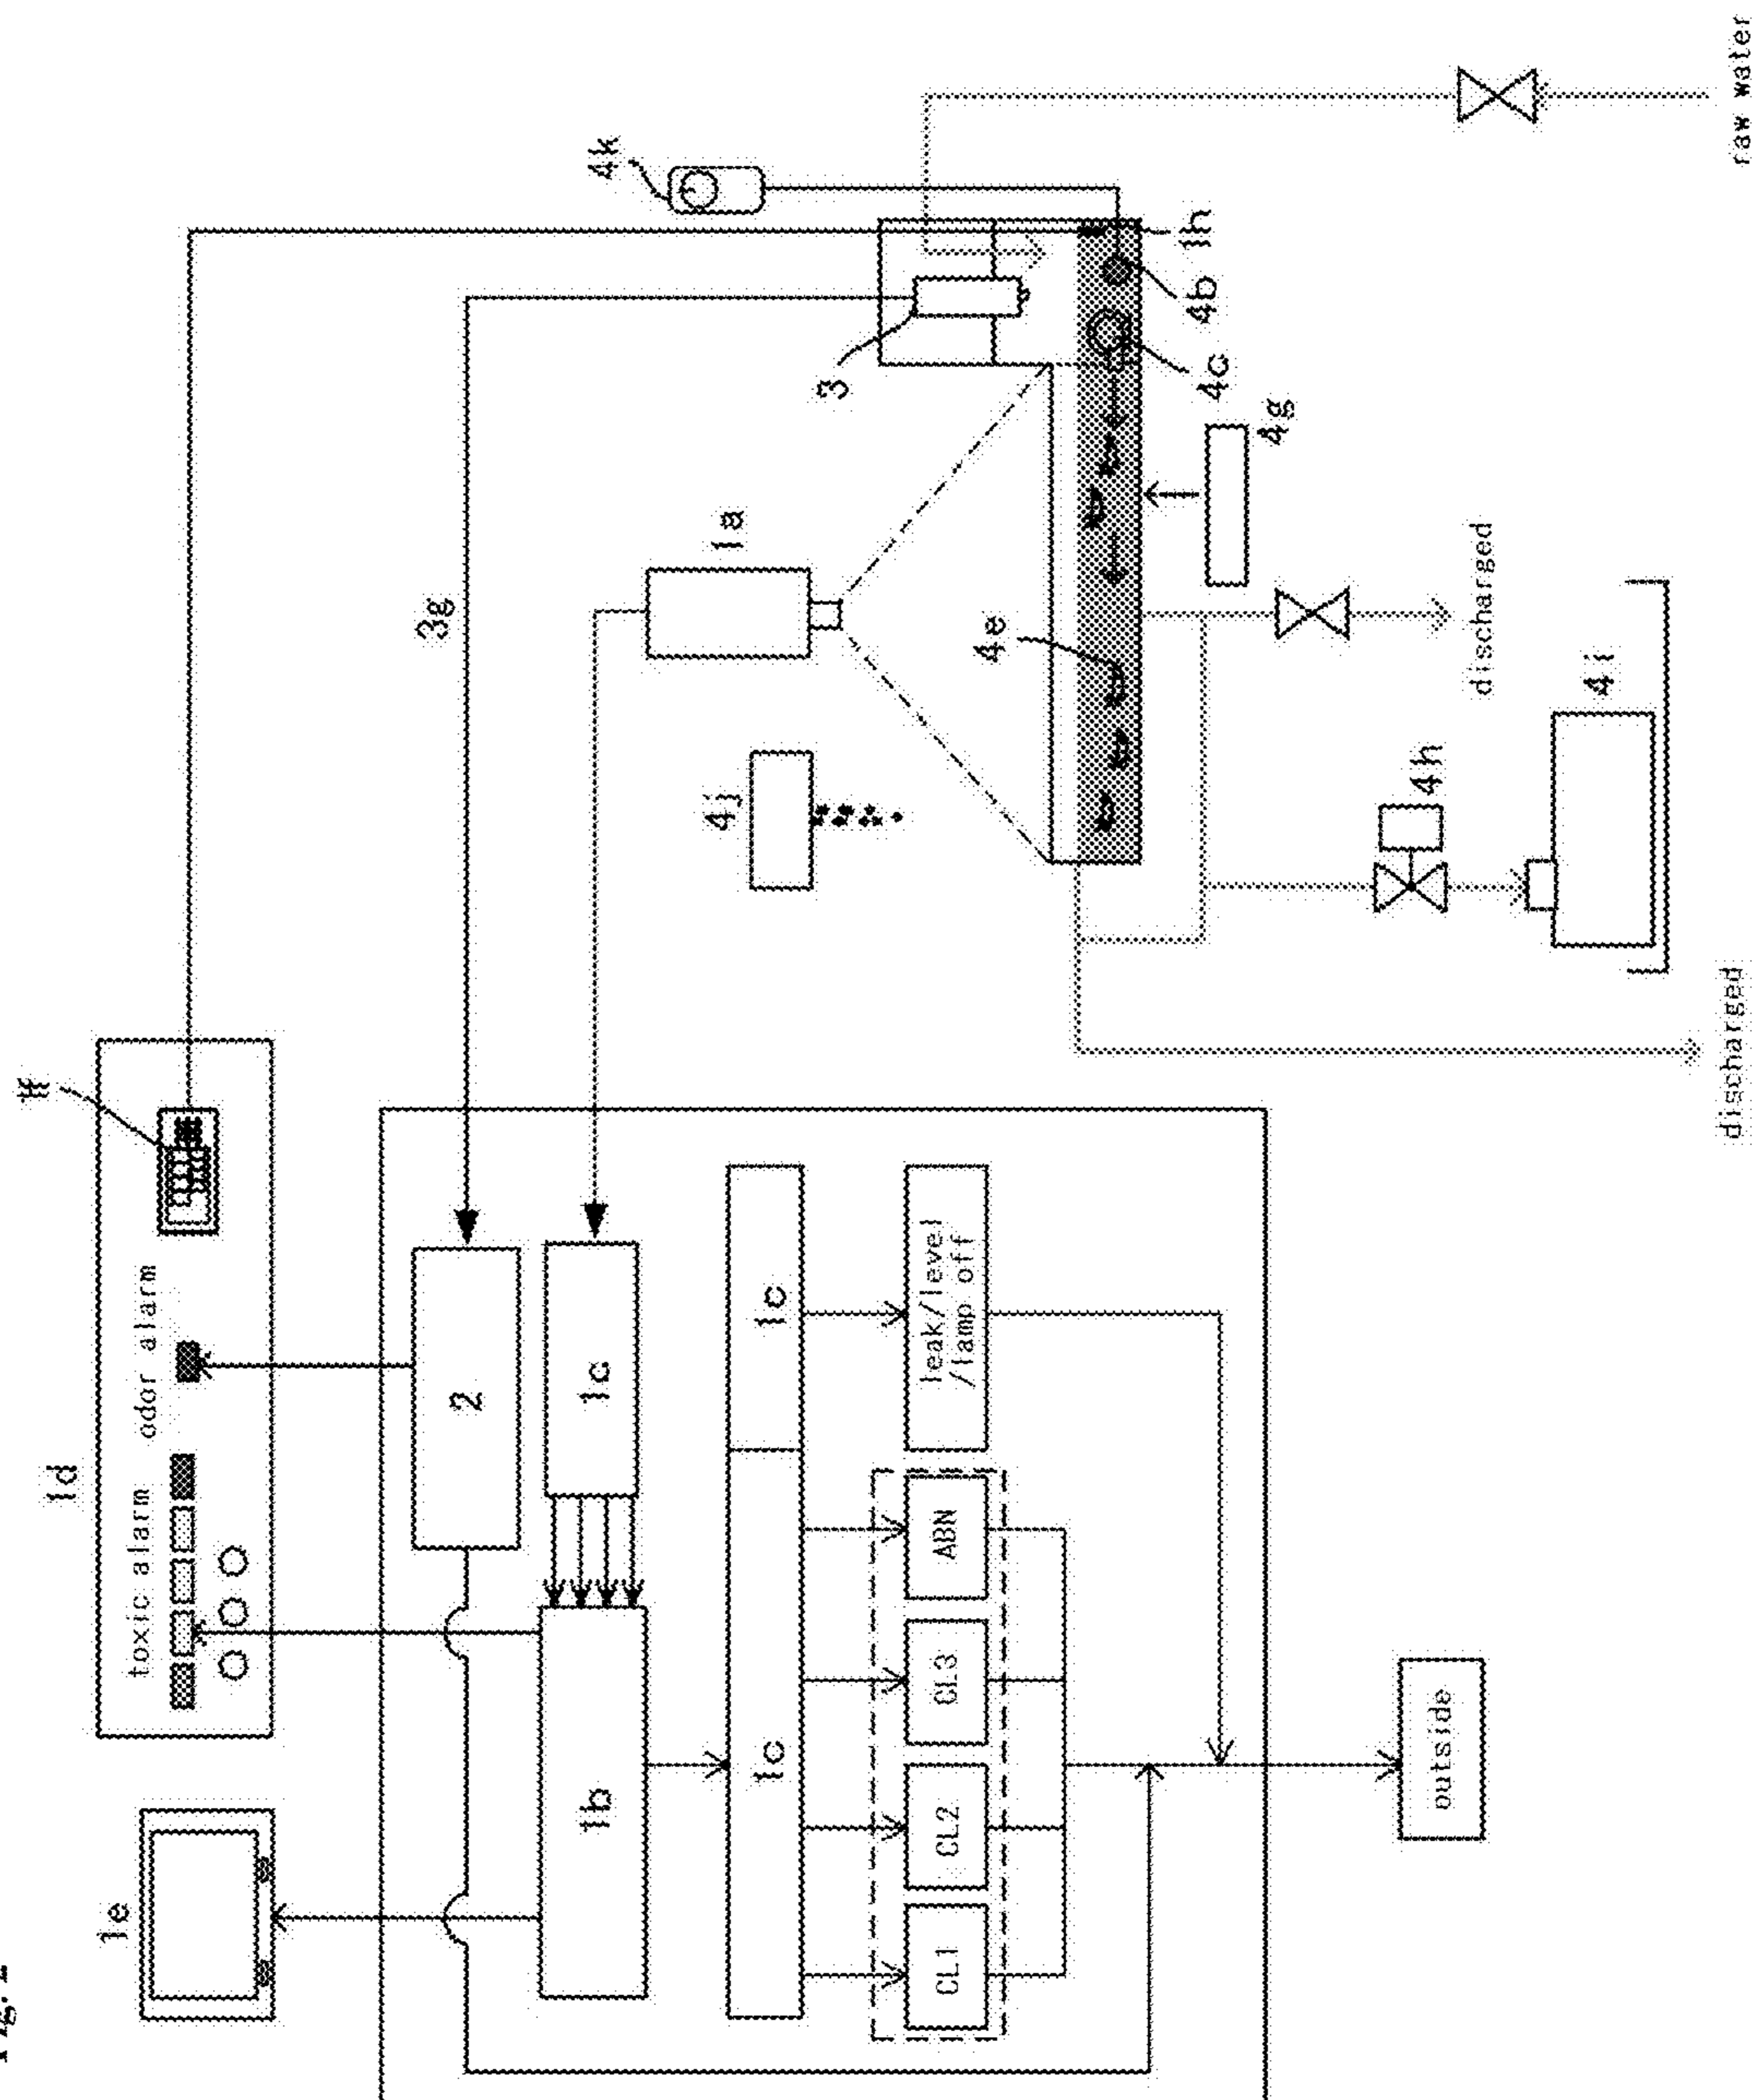 1e
1d
toxic alarm
odor alarm
1f
2
3g
1b
1c
1a
4j
1c
1c
3
4k
CL1
CL2
CL3
ABN
leak/level
/lamp off
4e
4g
4c
4b
1h
4h
4i
outside
discharged
discharged
raw water